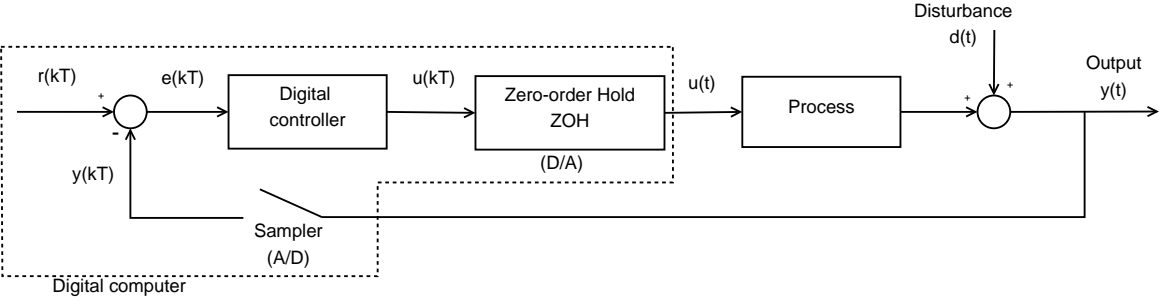 Disturbance
d(t)
r(kT)
+
e(kT)
Digital
controller
u(kT)
Zero-order Hold
ZOH
(D/A)
u(t)
Process
+
+
Output
y(t)
-
y(kT)
Sampler
(A/D)
Digital computer